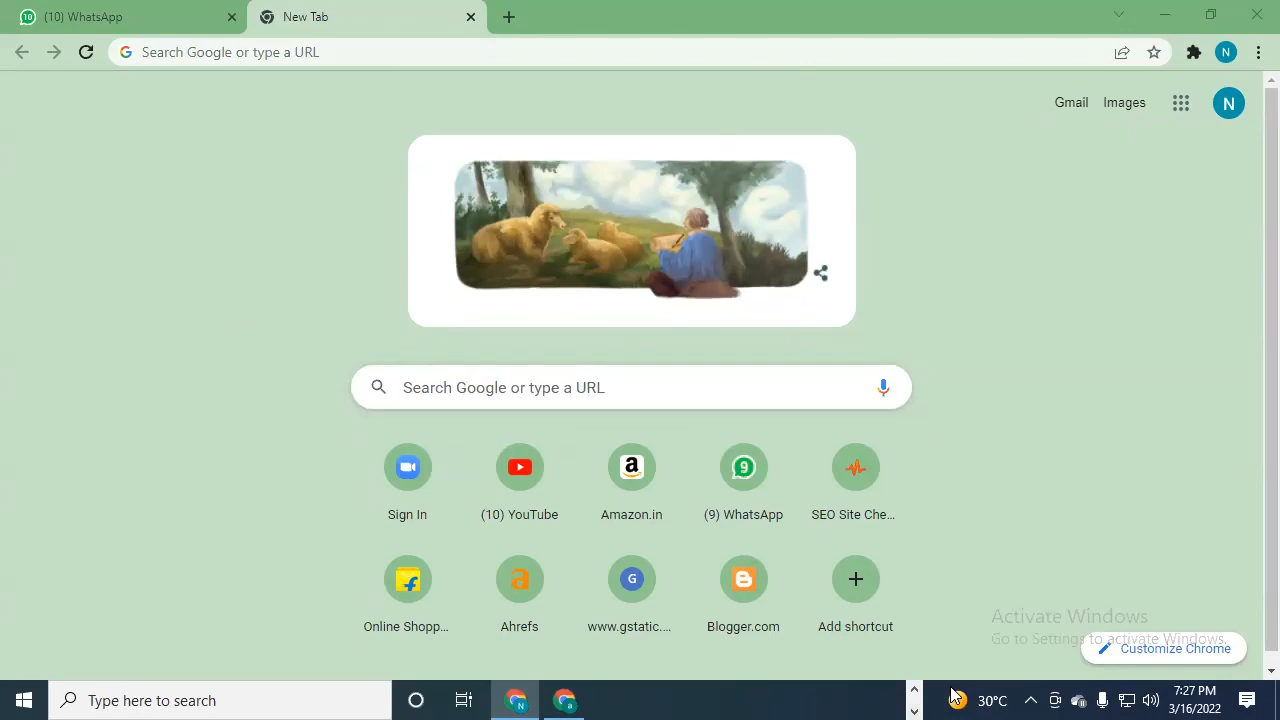 (10) WhatsApp
New Tab
Search Google or type a URL
N
Gmail Images
N
Search Google or type a URL
Sign In
(10) YouTube
Amazon.in
(9) WhatsApp
SEO Site Che...
Online Shopp...
Ahrefs
www.gstatic....
Blogger.com
Add shortcut
Activate Windows
Go to Settings to activate Windows.
Customize Chrome
Type here to search
30°C
7:27 PM
3/16/2022